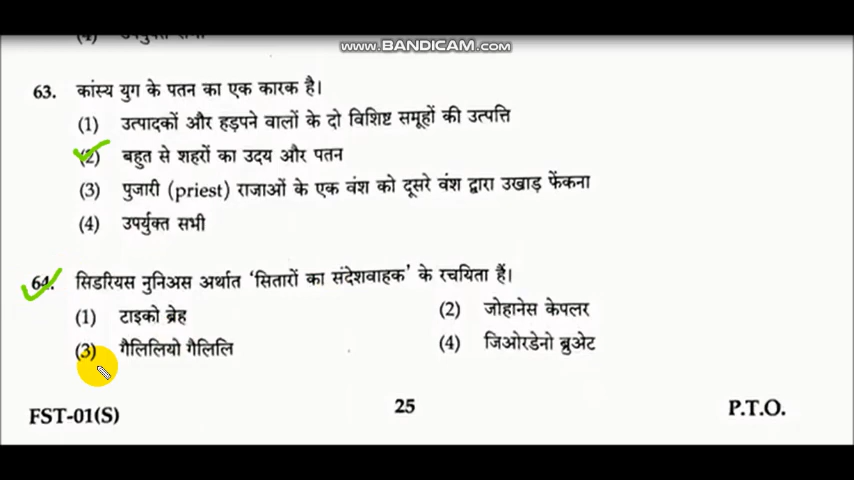 WWW.BANDICAM.COM
63. कांस्य युग के पतन का एक कारक है।
(1) उत्पादकों और हड़पने वालों के दो विशिष्ट समूहों की उत्पत्ति
(2) बहुत से शहरों का उदय और पतन
(3) पुजारी (priest) राजाओं के एक वंश को दूसरे वंश द्वारा उखाड़ फेंकना
(4) उपर्युक्त सभी
64. सिडरियस नुनिअस अर्थात 'सितारों का संदेशवाहक' के रचयिता हैं।
(1) टाइको ब्रेह (2) जोहानेस केपलर
(3) गैलिलियो गैलिलि (4) जिओरडेनो ब्रुअेट
FST-01(S) 25 P.T.O.